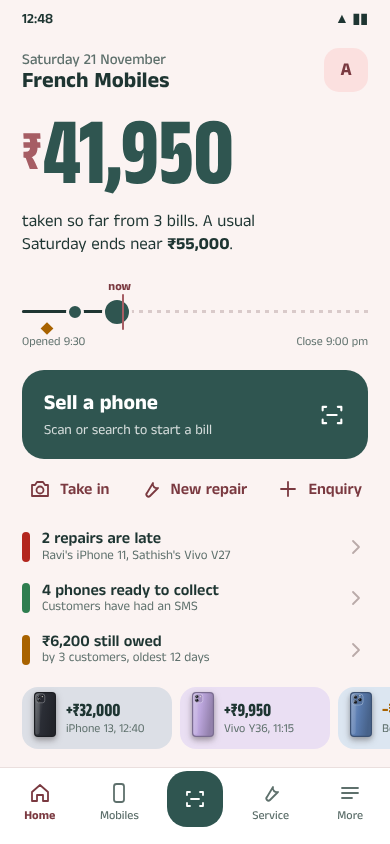 12:48
Saturday 21 November
French Mobiles
A
₹41,950
taken so far from 3 bills. A usual
Saturday ends near ₹55,000.
now
Opened 9:30
Close 9:00 pm
Sell a phone
Scan or search to start a bill
Take in
New repair
Enquiry
2 repairs are late
Ravi's iPhone 11, Sathish's Vivo V27
4 phones ready to collect
Customers have had an SMS
₹6,200 still owed
by 3 customers, oldest 12 days
+₹32,000
iPhone 13, 12:40
+₹9,950
Vivo Y36, 11:15
Home
Mobiles
Service
More